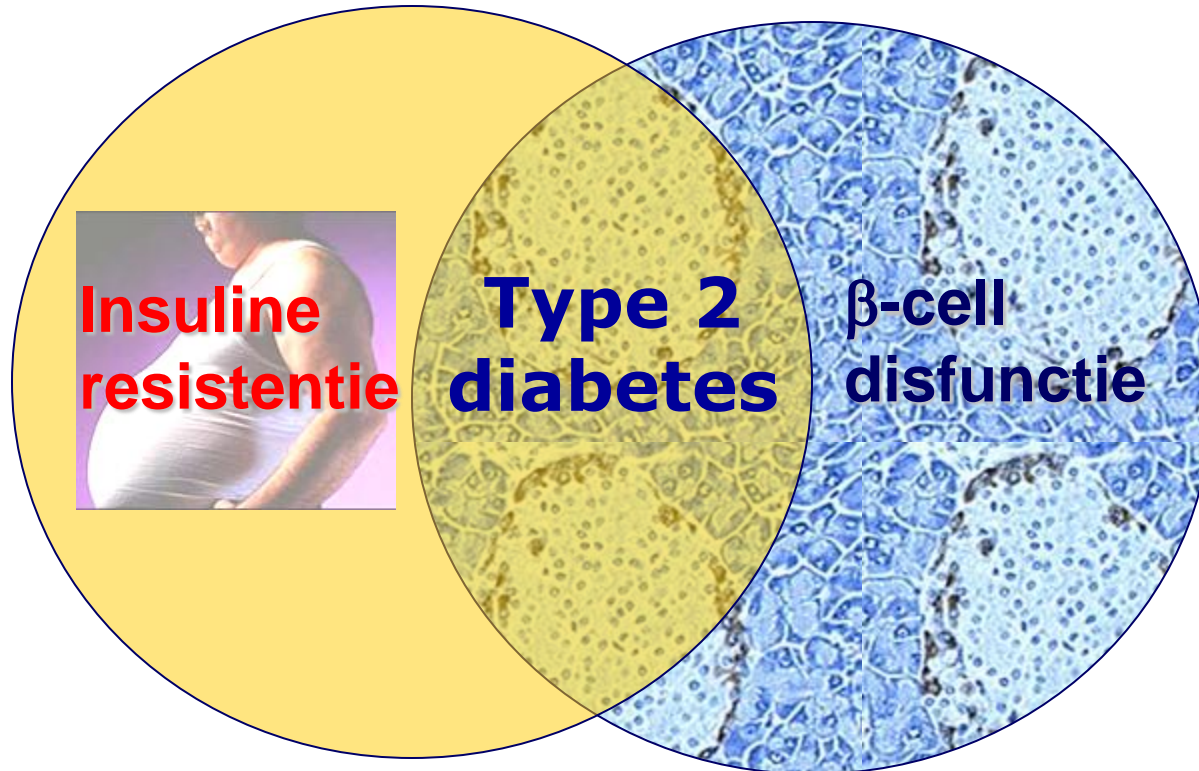 Insuline
resistentie
Type 2
diabetes
β-cell
disfunctie